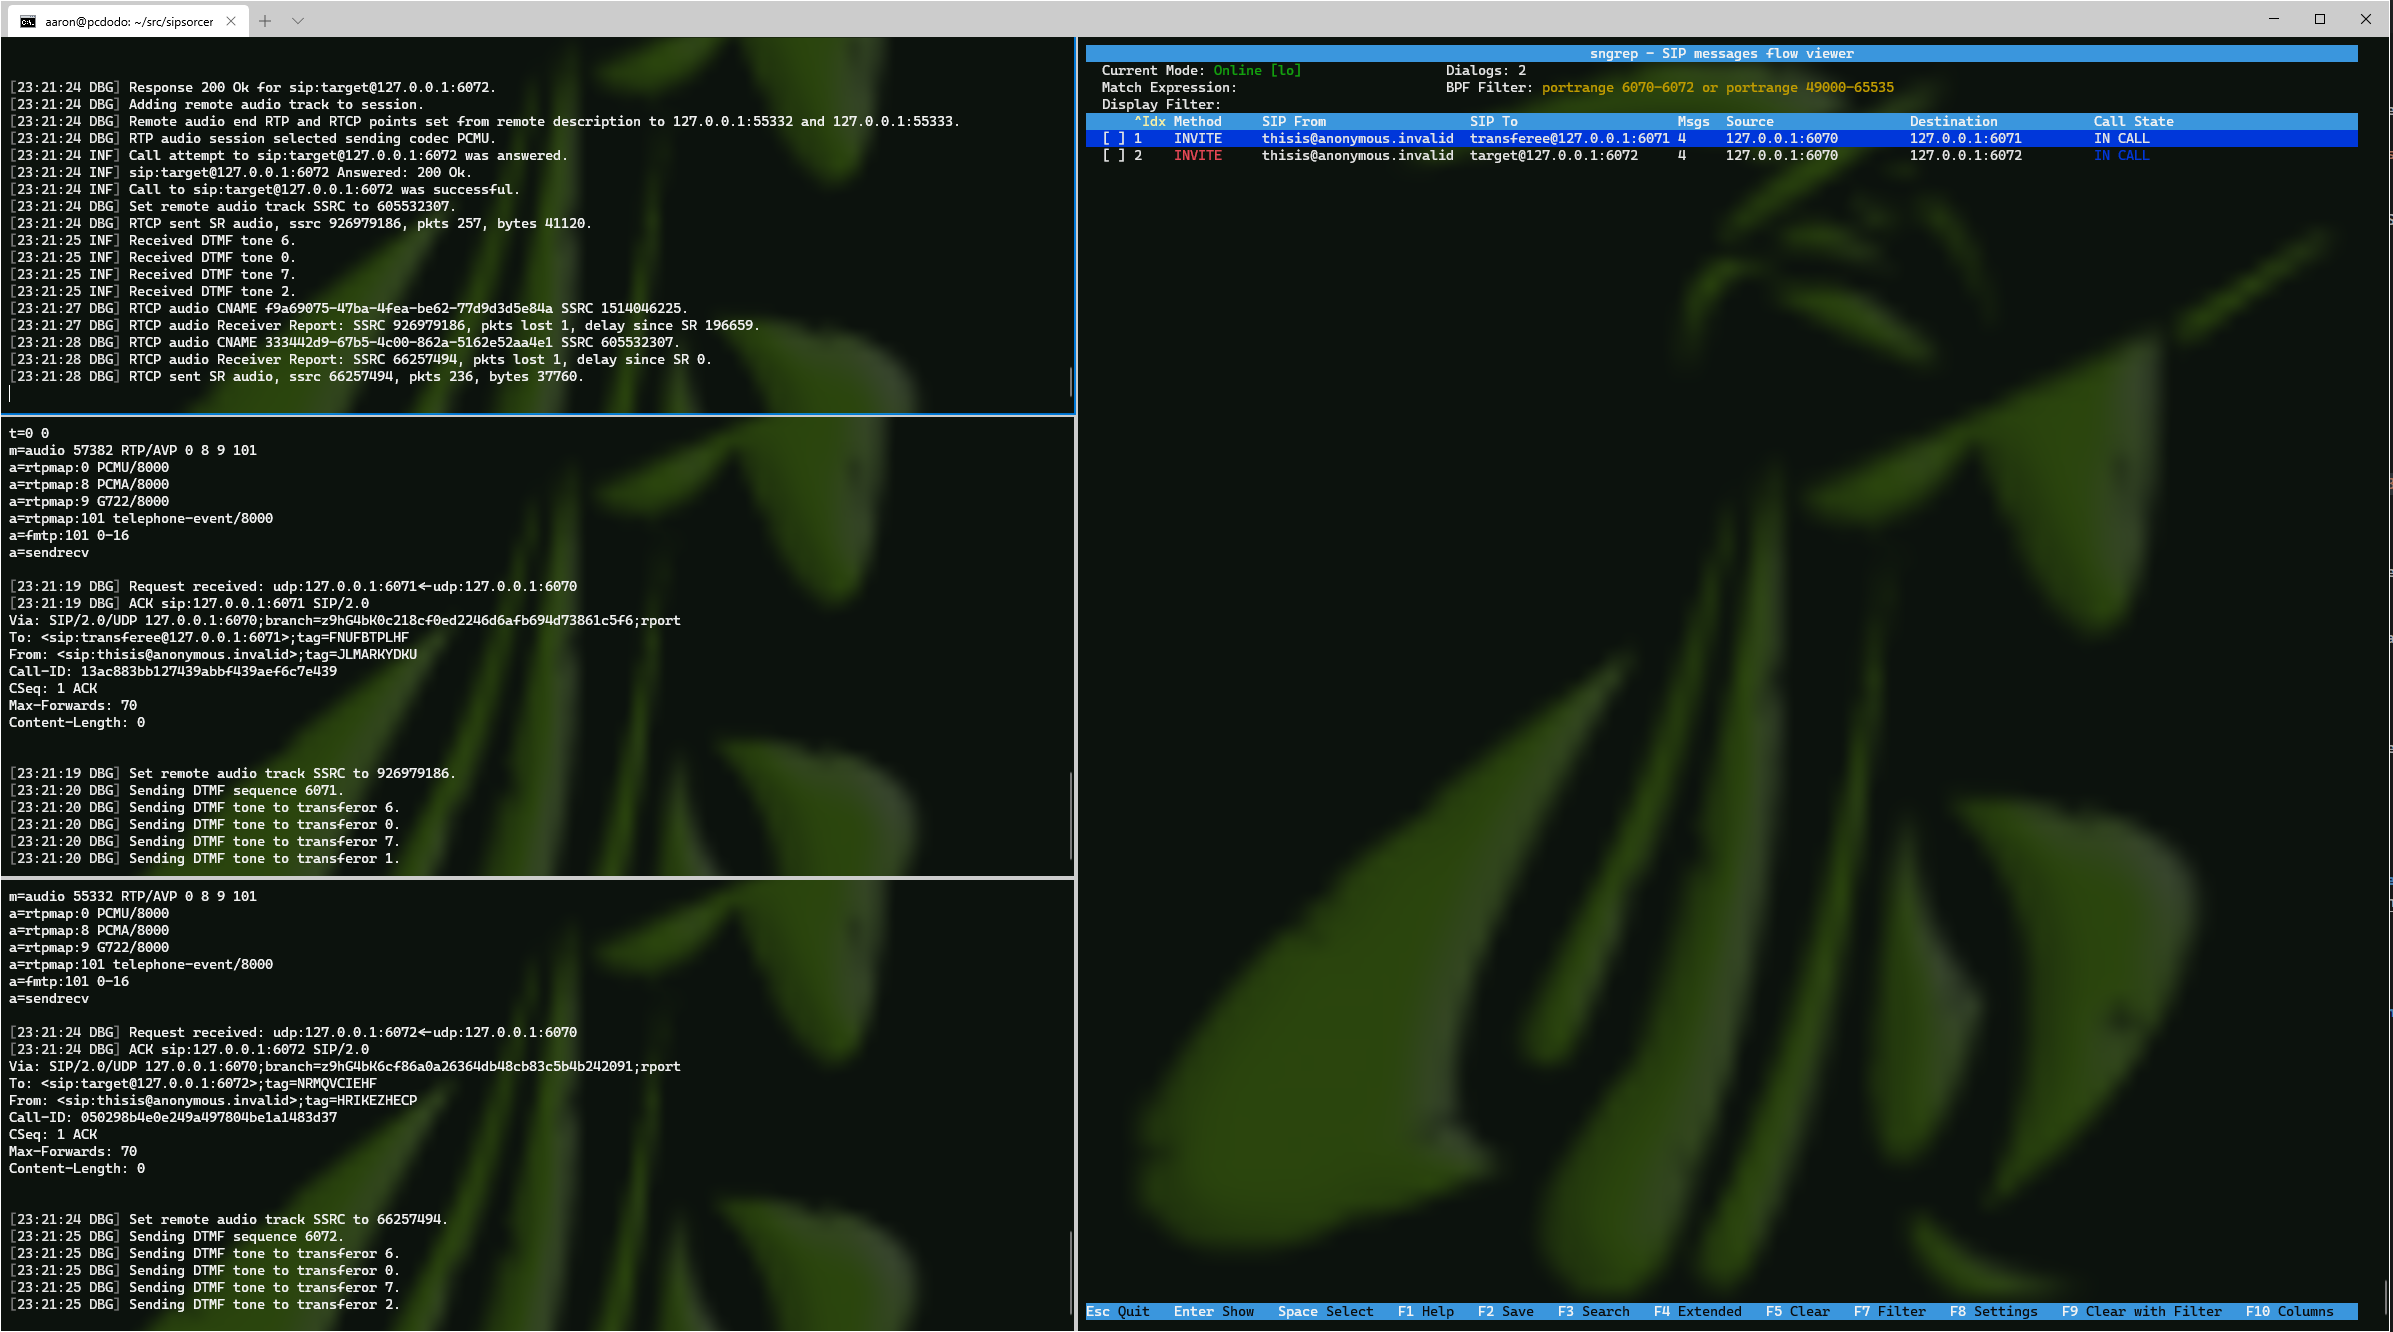 aaron@pcdodo: ~/src/sipsorcer
[23:21:24 DBG] Response 200 Ok for sip:target@127.0.0.1:6072.
[23:21:24 DBG] Adding remote audio track to session.
[23:21:24 DBG] Remote audio end RTP and RTCP points set from remote description to 127.0.0.1:55332 and 127.0.0.1:55333.
[23:21:24 DBG] RTP audio session selected sending codec PCMU.
[23:21:24 INF] Call attempt to sip:target@127.0.0.1:6072 was answered.
[23:21:24 INF] sip:target@127.0.0.1:6072 Answered: 200 Ok.
[23:21:24 INF] Call to sip:target@127.0.0.1:6072 was successful.
[23:21:24 DBG] Set remote audio track SSRC to 605532307.
[23:21:24 DBG] RTCP sent SR audio, ssrc 926979186, pkts 257, bytes 41120.
[23:21:25 INF] Received DTMF tone 6.
[23:21:25 INF] Received DTMF tone 0.
[23:21:25 INF] Received DTMF tone 7.
[23:21:25 INF] Received DTMF tone 2.
[23:21:27 DBG] RTCP audio CNAME f9a69075-47ba-4fea-be62-77d9d3d5e84a SSRC 1514046225.
[23:21:27 DBG] RTCP audio Receiver Report: SSRC 926979186, pkts lost 1, delay since SR 196659.
[23:21:28 DBG] RTCP audio CNAME 333442d9-67b5-4c00-862a-5162e52aa4e1 SSRC 605532307.
[23:21:28 DBG] RTCP audio Receiver Report: SSRC 66257494, pkts lost 1, delay since SR 0.
[23:21:28 DBG] RTCP sent SR audio, ssrc 66257494, pkts 236, bytes 37760.
t=0 0
m=audio 57382 RTP/AVP 0 8 9 101
a=rtpmap:0 PCMU/8000
a=rtpmap:8 PCMA/8000
a=rtpmap:9 G722/8000
a=rtpmap:101 telephone-event/8000
a=fmtp:101 0-16
a=sendrecv
[23:21:19 DBG] Request received: udp:127.0.0.1:6071<-udp:127.0.0.1:6070
[23:21:19 DBG] ACK sip:127.0.0.1:6071 SIP/2.0
Via: SIP/2.0/UDP 127.0.0.1:6070;branch=z9hG4bK0c218cf0ed2246d6afb694d73861c5f6;rport
To: <sip:transferee@127.0.0.1:6071>;tag=FNUFBTPLHF
From: <sip:thisis@anonymous.invalid>;tag=JLMARKYDKU
Call-ID: 13ac883bb127439abbf439aef6c7e439
CSeq: 1 ACK
Max-Forwards: 70
Content-Length: 0
[23:21:19 DBG] Set remote audio track SSRC to 926979186.
[23:21:20 DBG] Sending DTMF sequence 6071.
[23:21:20 DBG] Sending DTMF tone to transferor 6.
[23:21:20 DBG] Sending DTMF tone to transferor 0.
[23:21:20 DBG] Sending DTMF tone to transferor 7.
[23:21:20 DBG] Sending DTMF tone to transferor 1.
m=audio 55332 RTP/AVP 0 8 9 101
a=rtpmap:0 PCMU/8000
a=rtpmap:8 PCMA/8000
a=rtpmap:9 G722/8000
a=rtpmap:101 telephone-event/8000
a=fmtp:101 0-16
a=sendrecv
[23:21:24 DBG] Request received: udp:127.0.0.1:6072<-udp:127.0.0.1:6070
[23:21:24 DBG] ACK sip:127.0.0.1:6072 SIP/2.0
Via: SIP/2.0/UDP 127.0.0.1:6070;branch=z9hG4bK6cf86a0a26364db48cb83c5b4b242091;rport
To: <sip:target@127.0.0.1:6072>;tag=NRMQVCIEHF
From: <sip:thisis@anonymous.invalid>;tag=HRIKEZHECP
Call-ID: 050298b4e0e249a497804be1a1483d37
CSeq: 1 ACK
Max-Forwards: 70
Content-Length: 0
[23:21:24 DBG] Set remote audio track SSRC to 66257494.
[23:21:25 DBG] Sending DTMF sequence 6072.
[23:21:25 DBG] Sending DTMF tone to transferor 6.
[23:21:25 DBG] Sending DTMF tone to transferor 0.
[23:21:25 DBG] Sending DTMF tone to transferor 7.
[23:21:25 DBG] Sending DTMF tone to transferor 2.
sngrep - SIP messages flow viewer
Current Mode: Online [lo] Dialogs: 2
Match Expression: BPF Filter: portrange 6070-6072 or portrange 49000-65535
Display Filter:
^Idx Method SIP From SIP To Msgs Source Destination Call State
[ ] 1 INVITE thisis@anonymous.invalid transferee@127.0.0.1:6071 4 127.0.0.1:6070 127.0.0.1:6071 IN CALL
[ ] 2 INVITE thisis@anonymous.invalid target@127.0.0.1:6072 4 127.0.0.1:6070 127.0.0.1:6072 IN CALL
Esc Quit Enter Show Space Select F1 Help F2 Save F3 Search F4 Extended F5 Clear F7 Filter F8 Settings F9 Clear with Filter F10 Columns